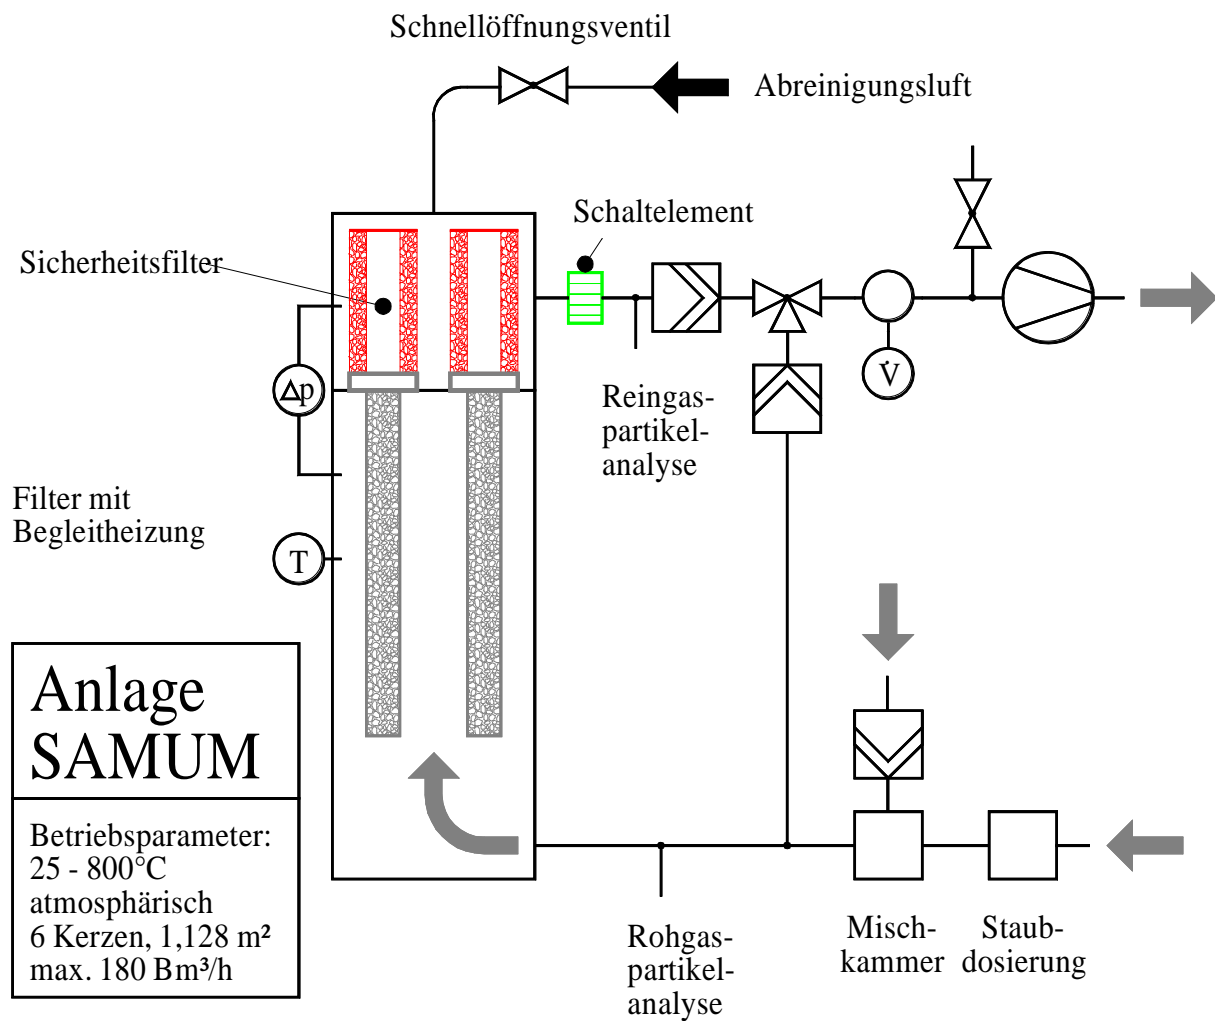 Schnellöffnungsventil
Abreinigungsluft
Schaltelement
Sicherheitsfilter
Δp
V̇
Reingas-
partikel-
analyse
Filter mit
Begleitheizung
T
Anlage
SAMUM
Betriebsparameter:
25 - 800°C
atmosphärisch
6 Kerzen, 1,128 m²
max. 180 Bm³/h
Rohgas-
partikel-
analyse
Misch-
kammer
Staub-
dosierung